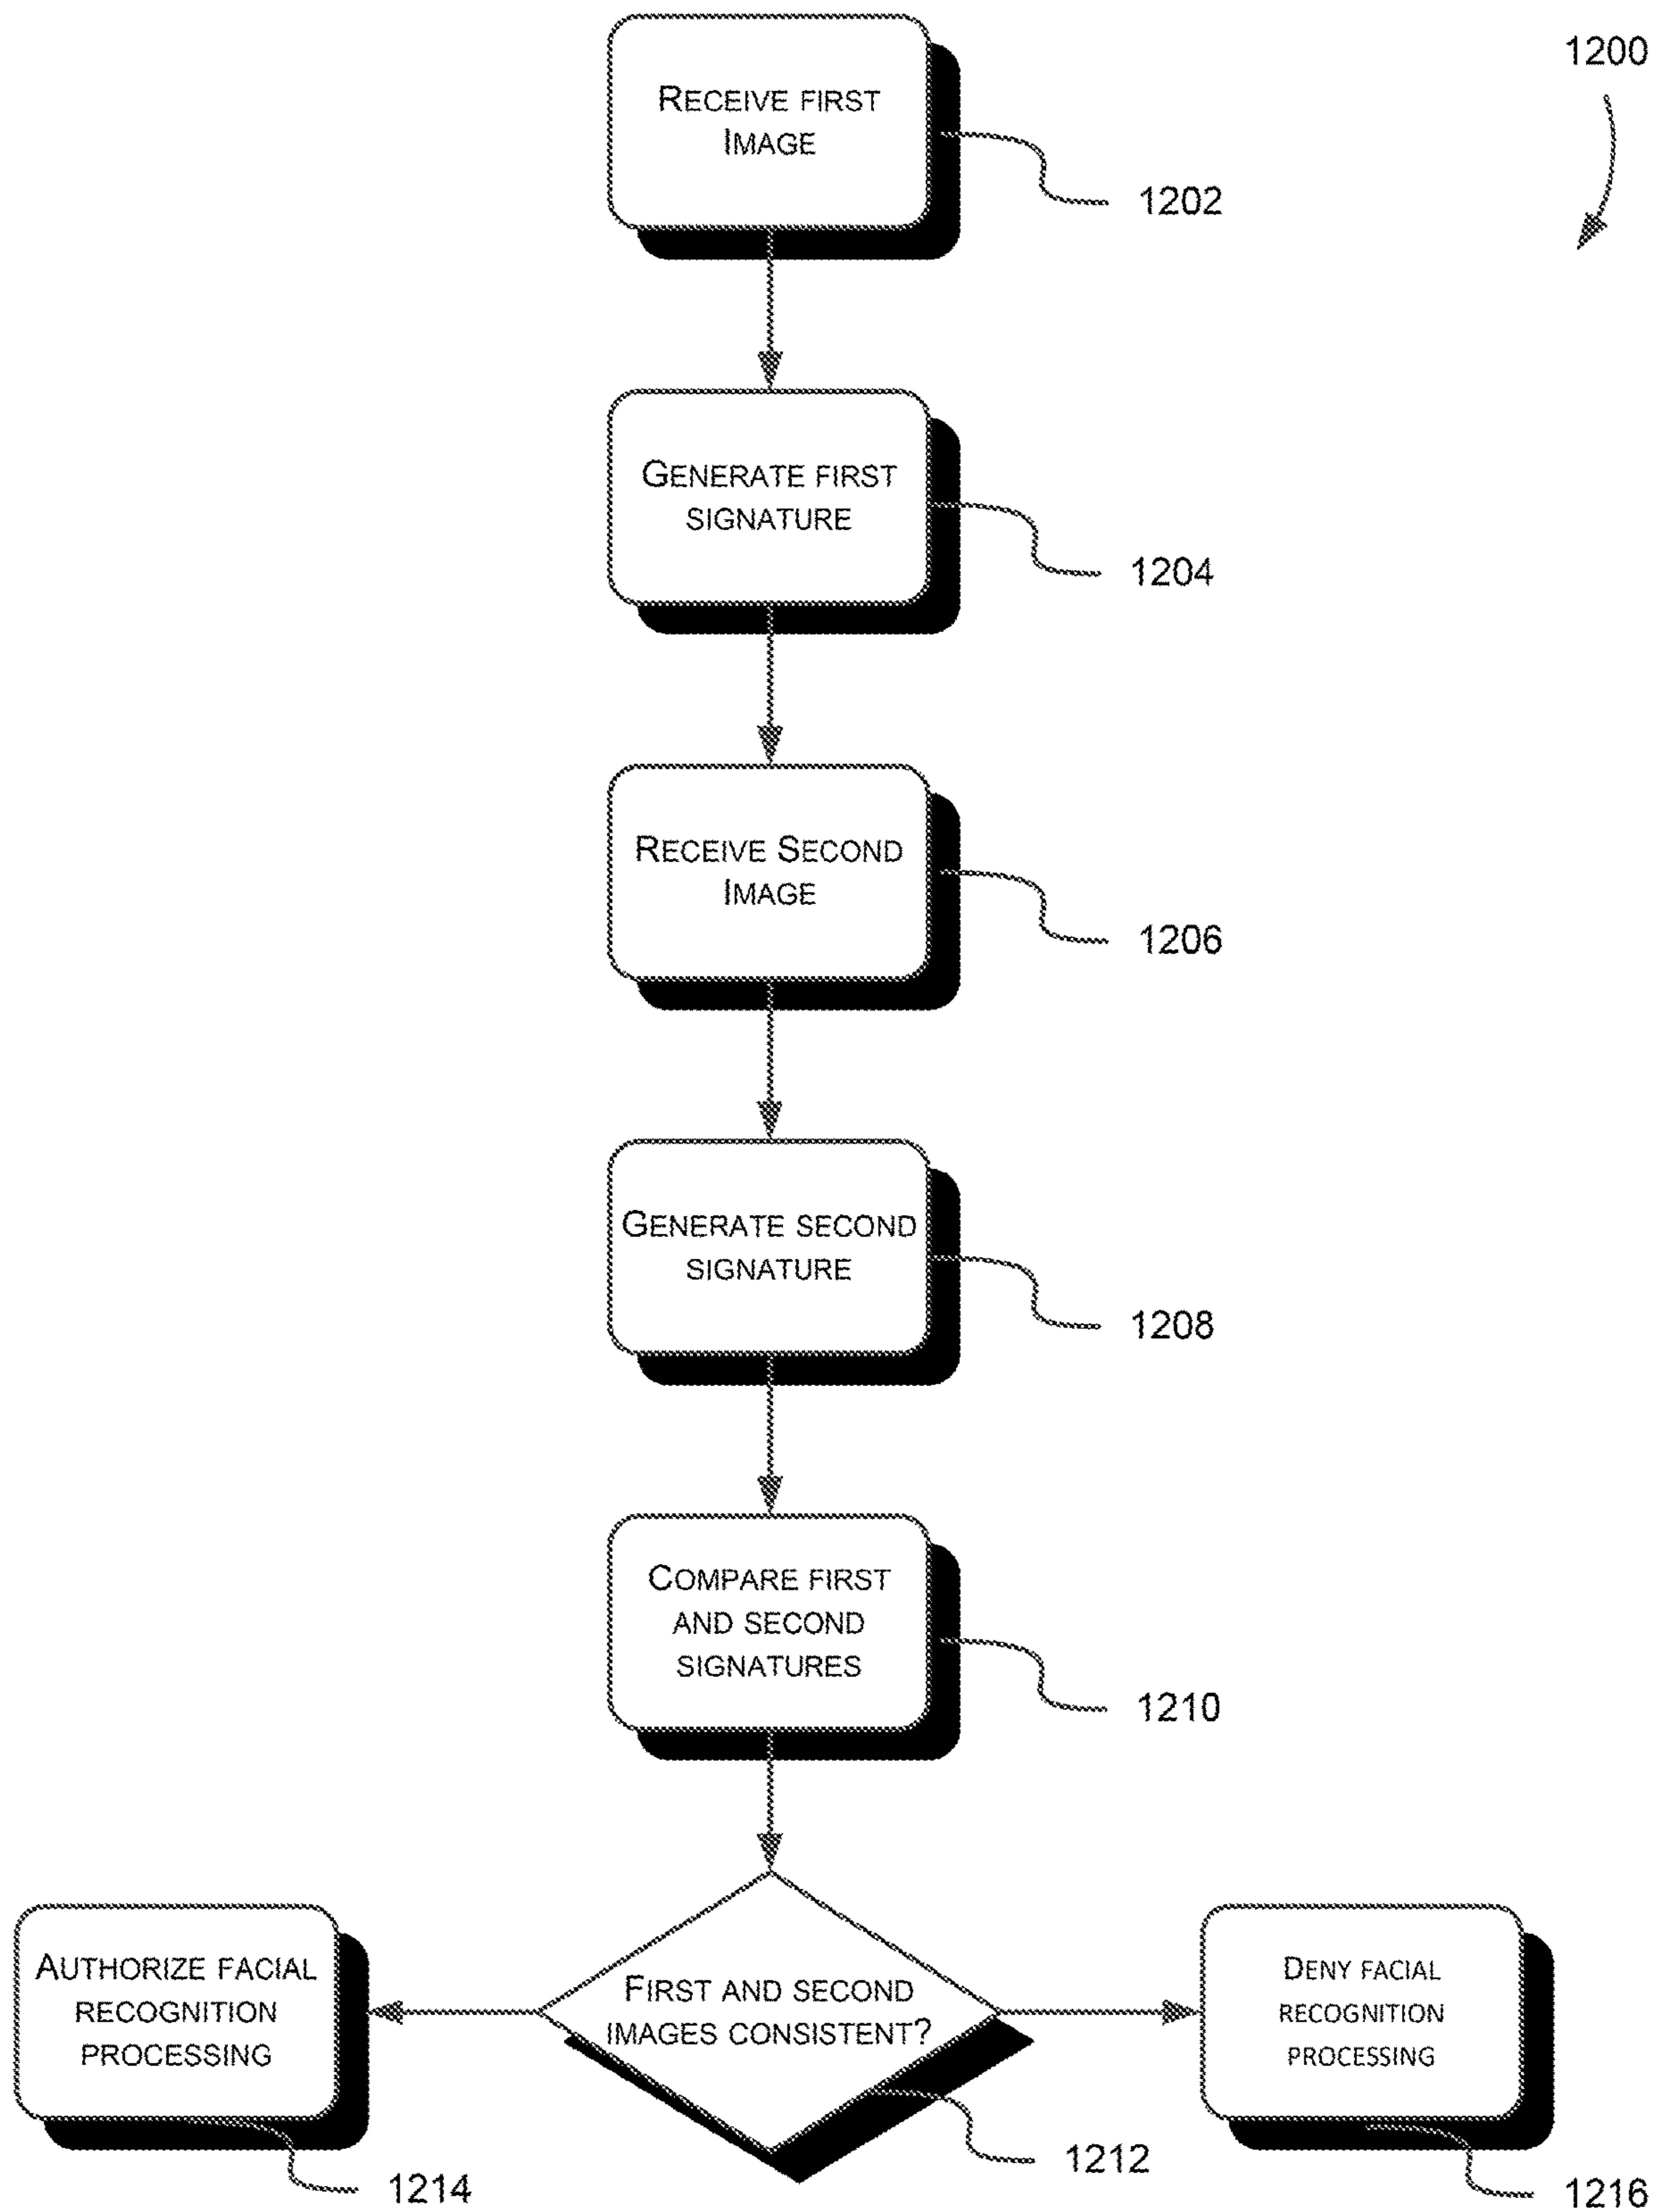 1200
RECEIVE FIRST
IMAGE
1202
GENERATE FIRST
SIGNATURE
1204
RECEIVE SECOND
IMAGE
1206
GENERATE SECOND
SIGNATURE
1208
COMPARE FIRST
AND SECOND
SIGNATURES
1210
AUTHORIZE FACIAL
RECOGNITION
PROCESSING
1214
FIRST AND SECOND
IMAGES CONSISTENT?
1212
DENY FACIAL
RECOGNITION
PROCESSING
1216